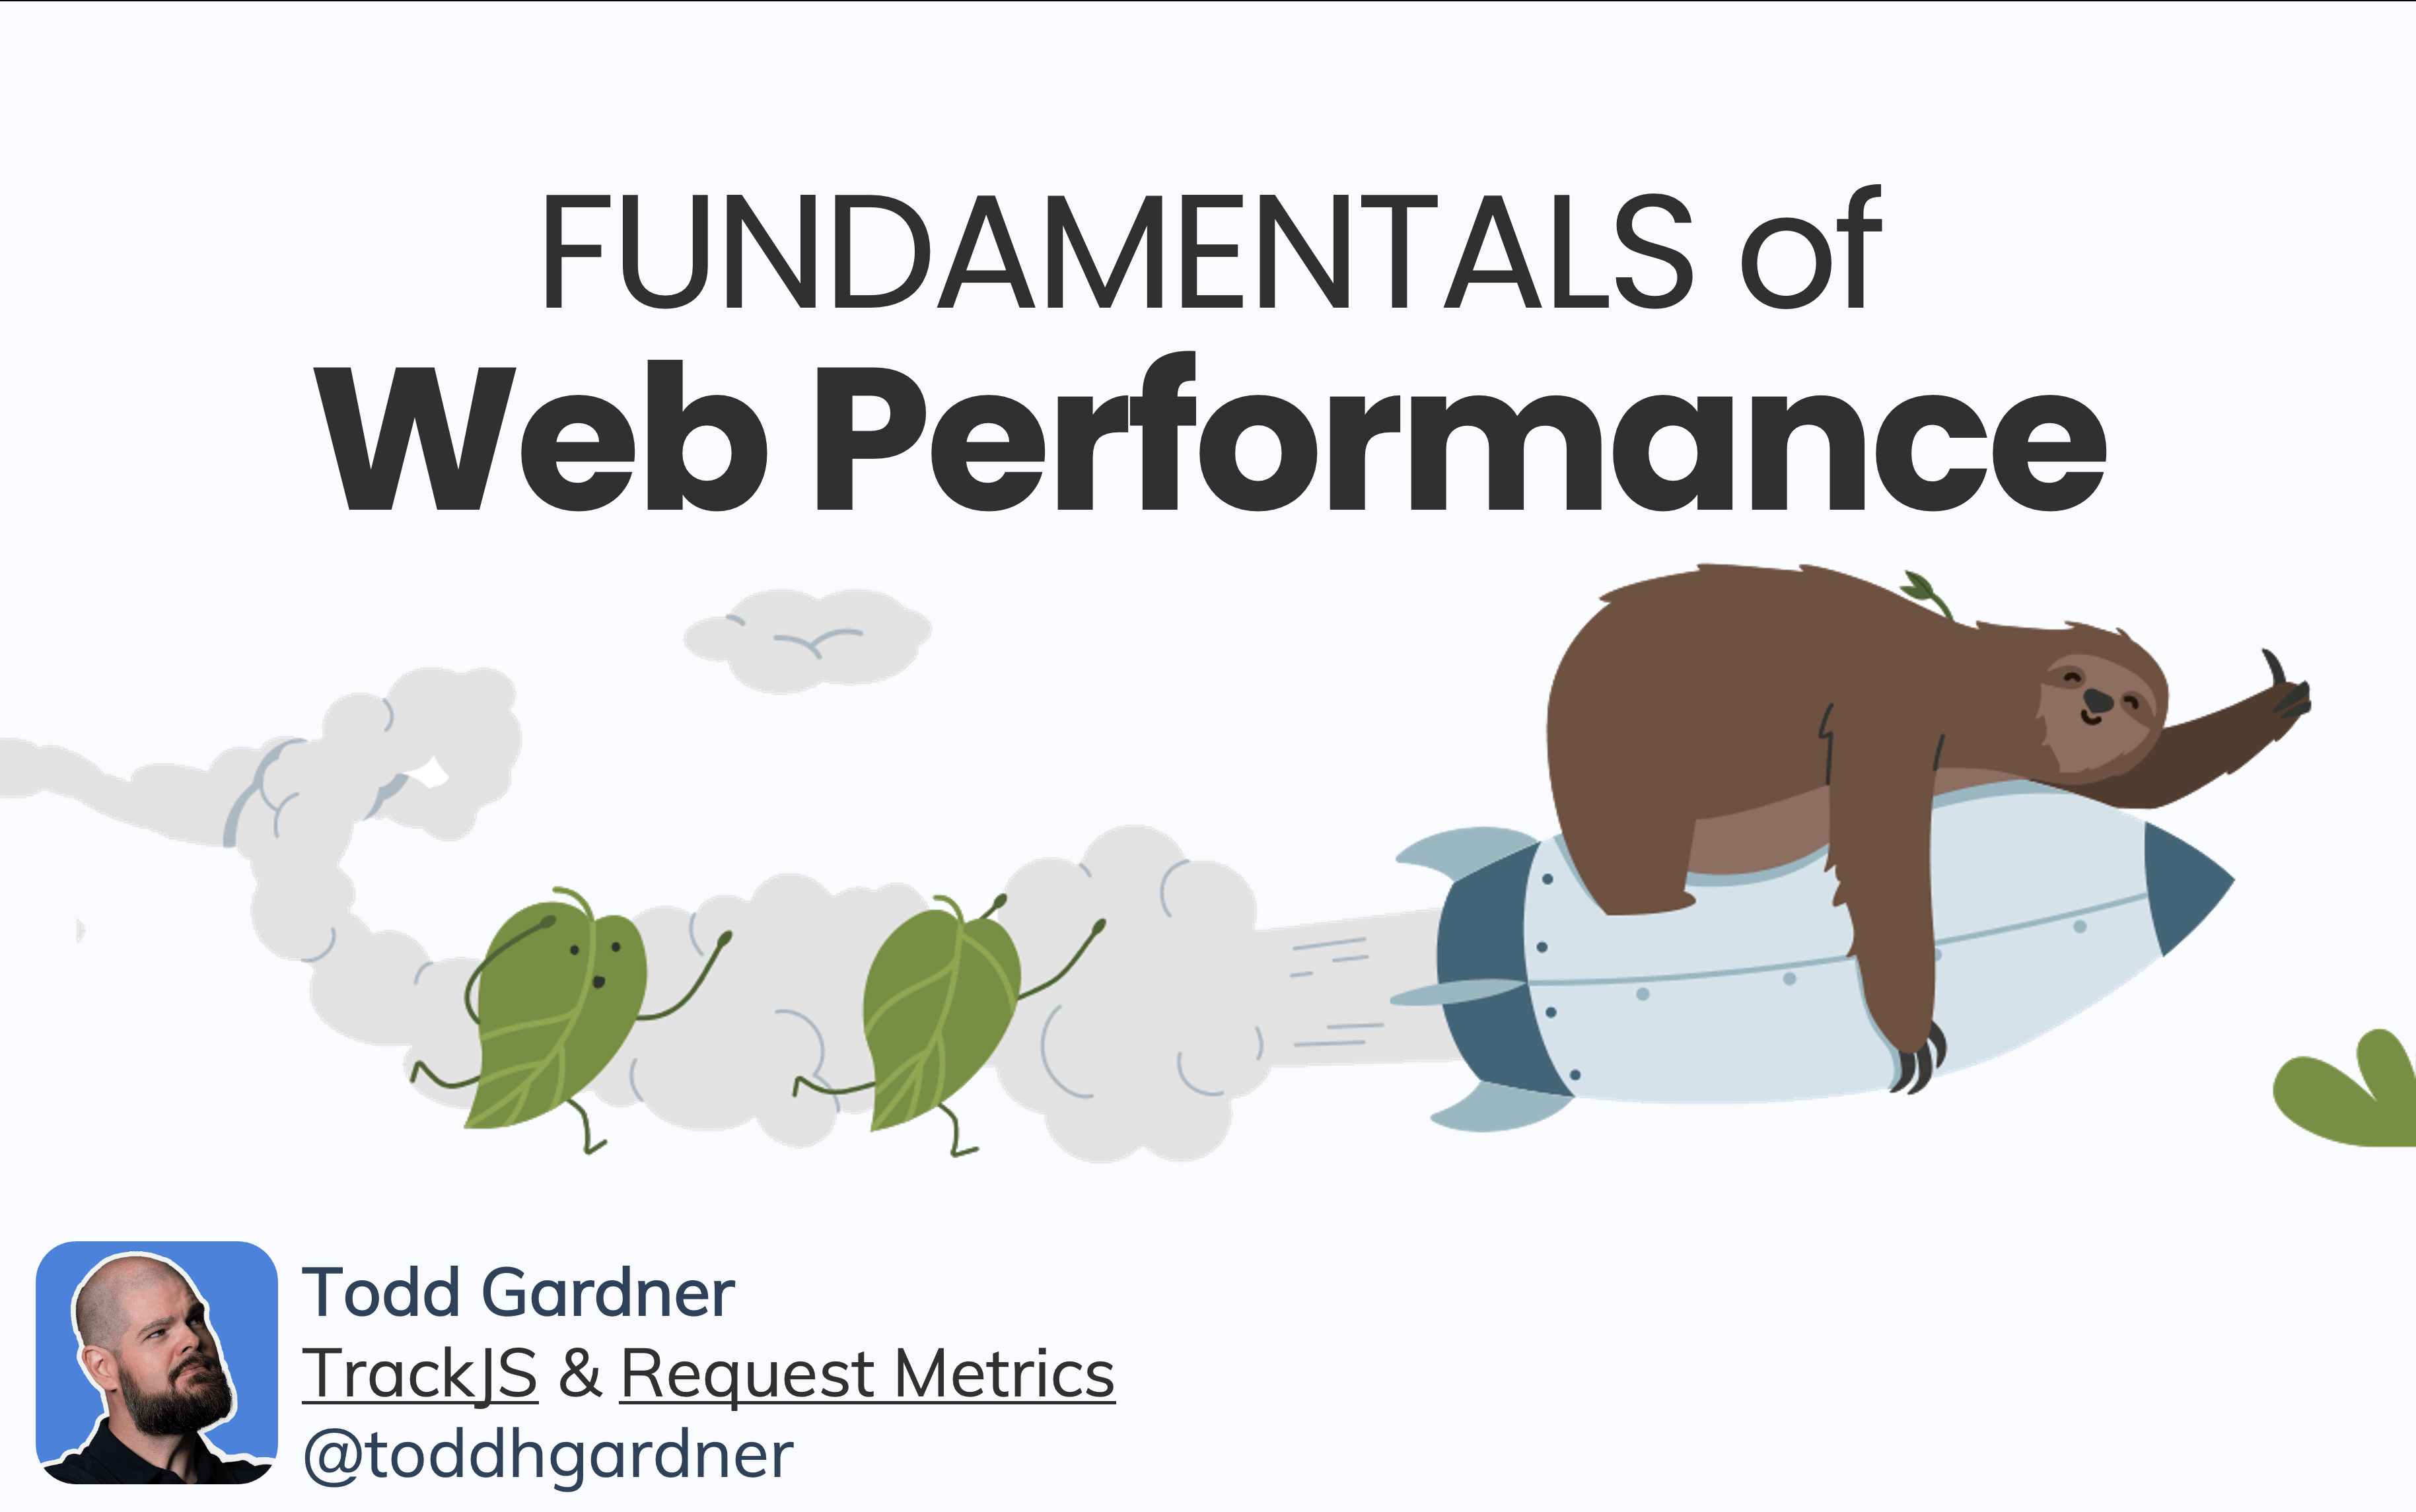 FUNDAMENTALS of
Web Performance
Todd Gardner
TrackJS & Request Metrics
@toddhgardner